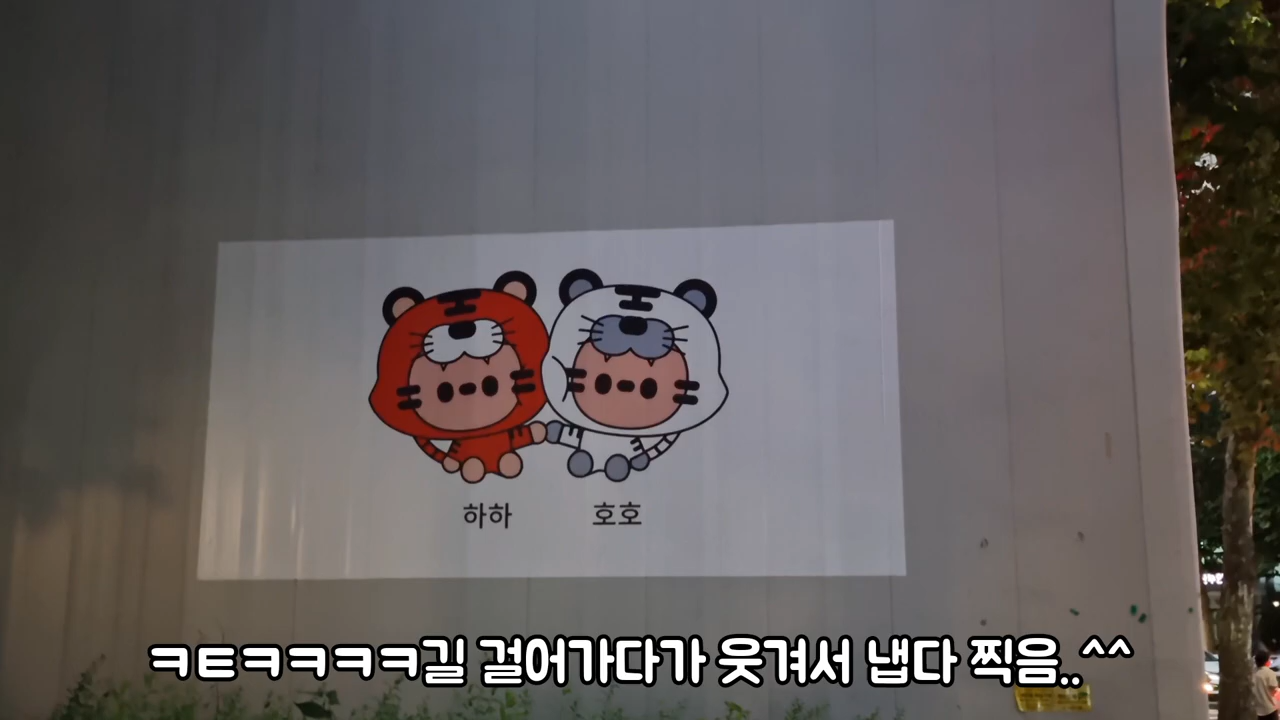 하하 호호
ㅋㅌㅋㅋㅋㅋ길 걸어가다가 웃겨서 냅다 찍음..^^